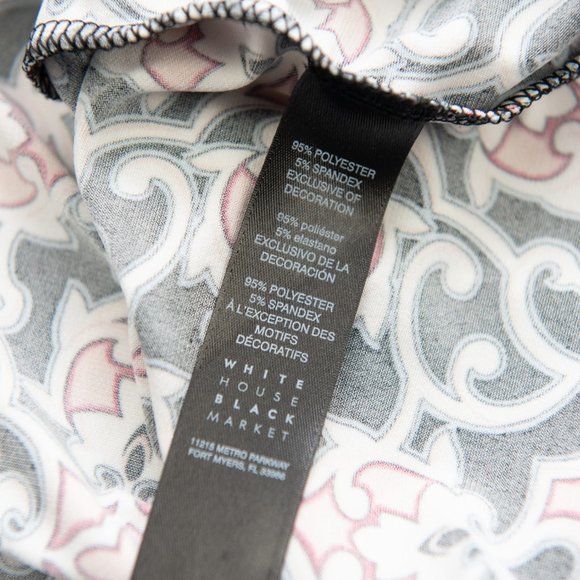 95% POLYESTER
5% SPANDEX
EXCLUSIVE OF
DECORATION
95% poliéster
5% elastano
EXCLUSIVO DE LA
DECORACIÓN
95% POLYESTER
5% SPANDEX
À L'EXCEPTION DES
MOTIFS
DÉCORATIFS
WHITE
HOUSE
BLACK
MARKET
11215 METRO PARKWAY
FORT MYERS, FL 33966